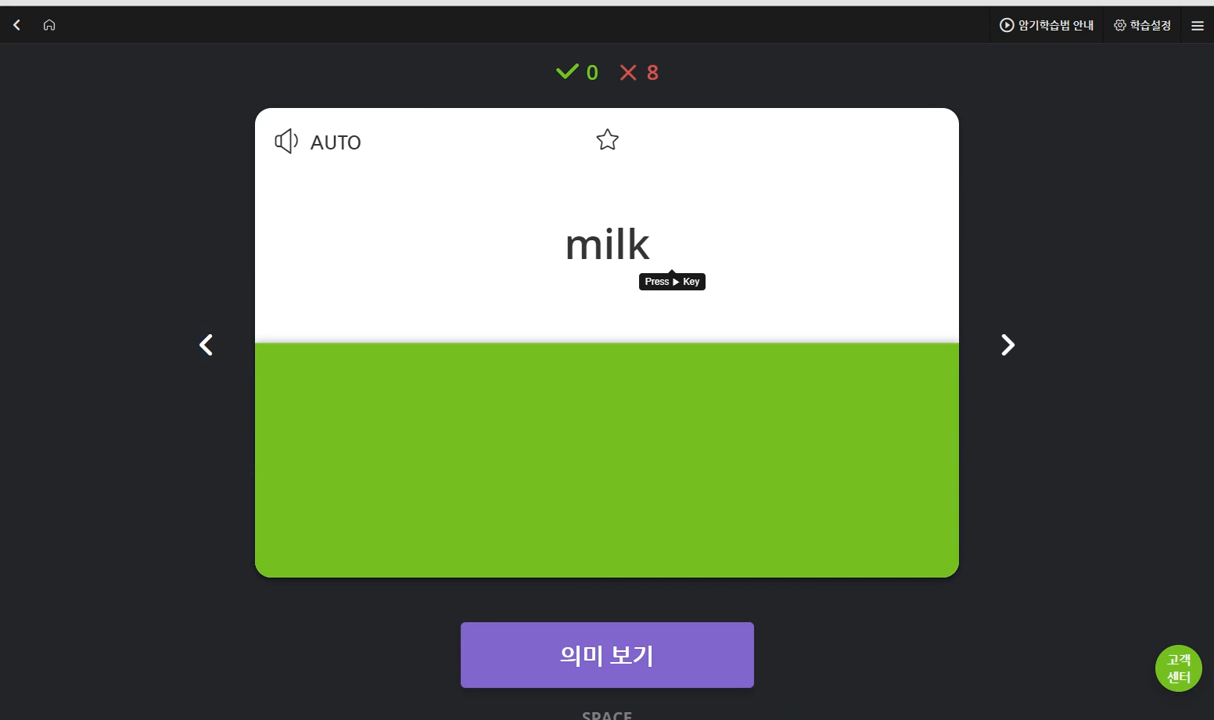 암기학습법 안내
학습설정
0
8
AUTO
milk
Press ▶ Key
의미 보기
고객
센터
SPACE